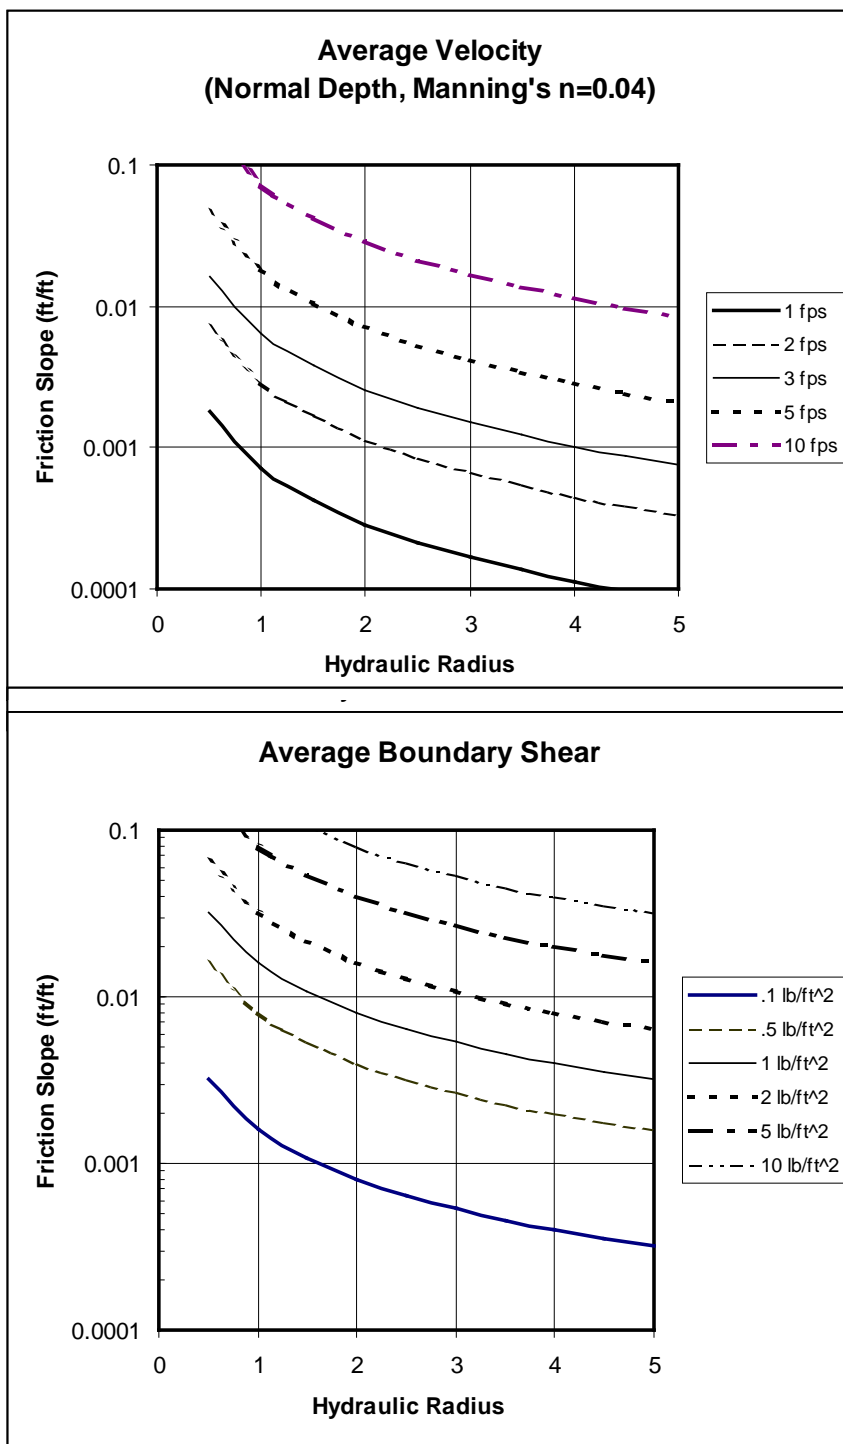 Average Velocity
(Normal Depth, Manning's n=0.04)
0.1
0.01
0.001
0.0001
Friction Slope (ft/ft)
0 1 2 3 4 5
Hydraulic Radius
1 fps
2 fps
3 fps
5 fps
10 fps
Average Boundary Shear
0.1
0.01
0.001
0.0001
Friction Slope (ft/ft)
0 1 2 3 4 5
Hydraulic Radius
.1 lb/ft^2
.5 lb/ft^2
1 lb/ft^2
2 lb/ft^2
5 lb/ft^2
10 lb/ft^2